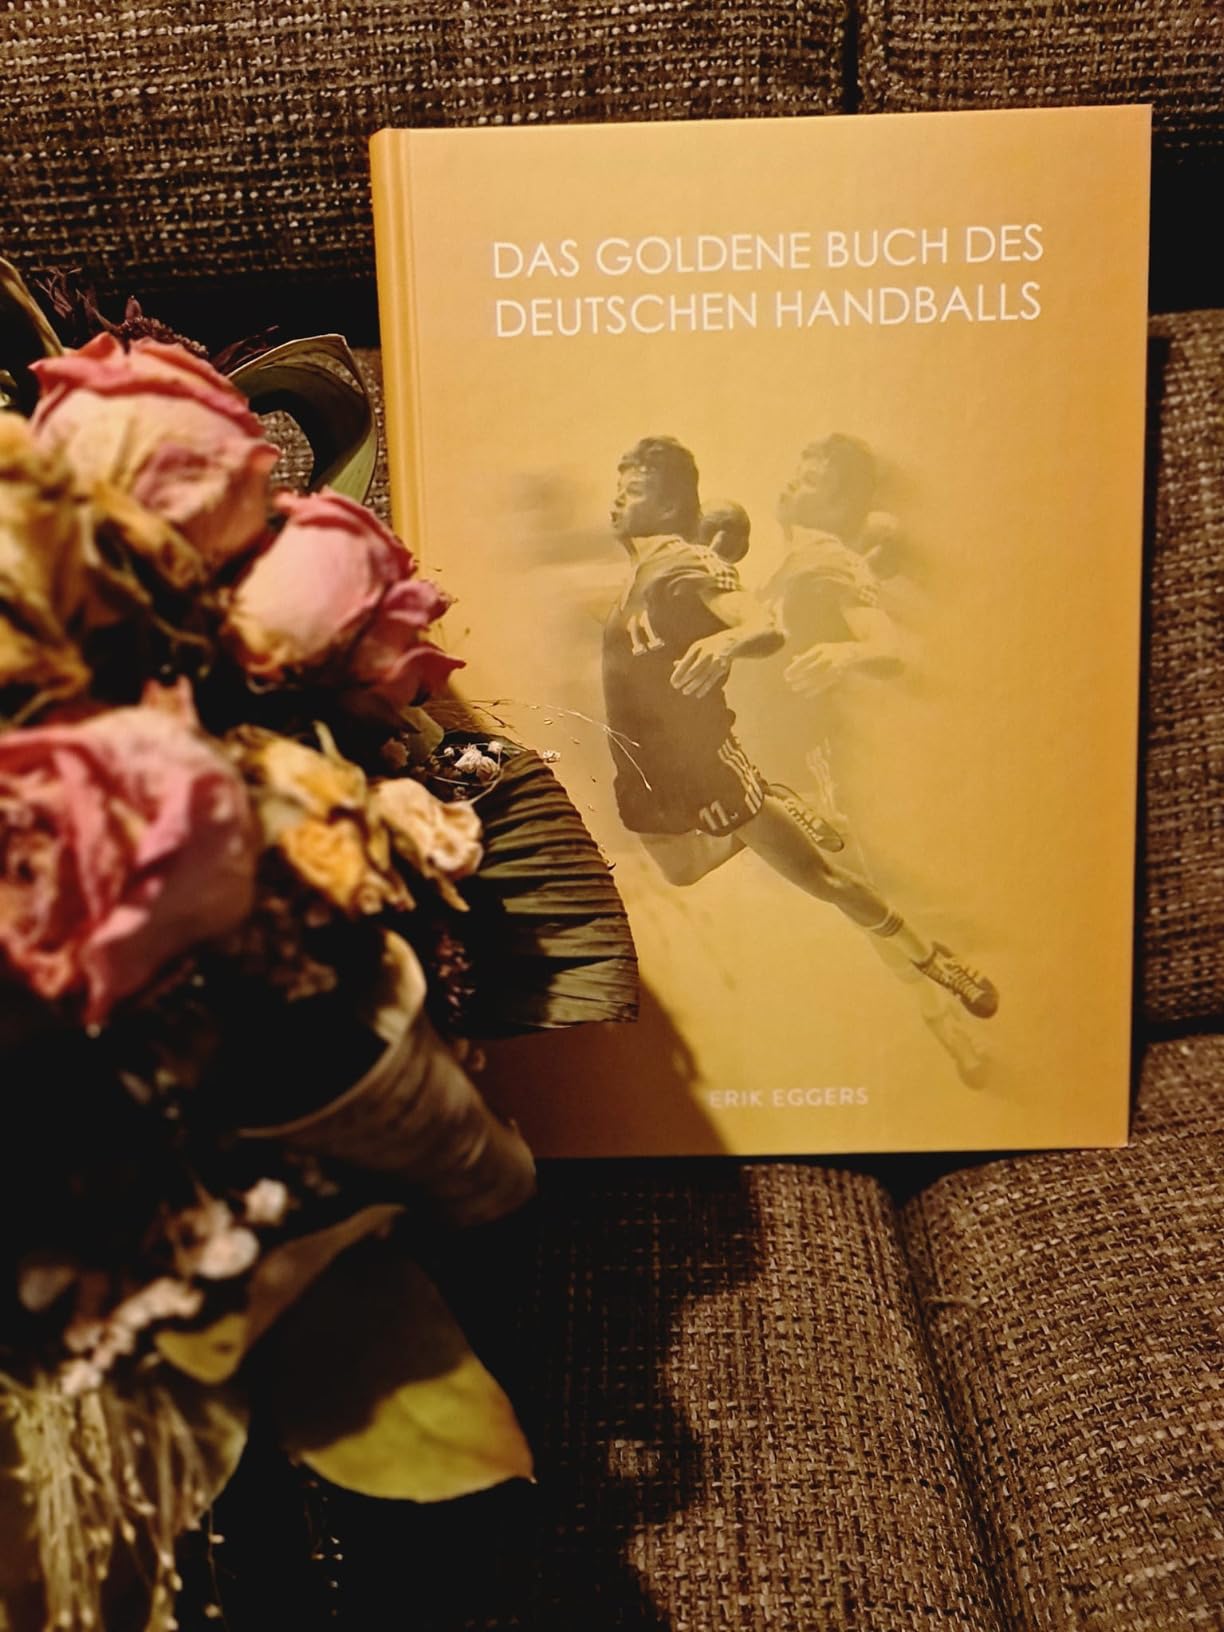 DAS GOLDENE BUCH DES
DEUTSCHEN HANDBALLS
11
11
ERIK EGGERS